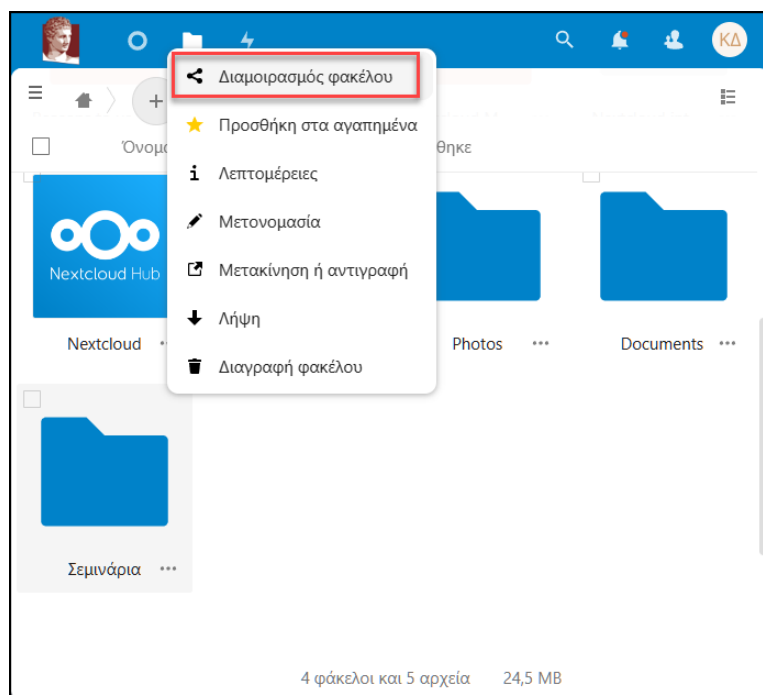 ΚΔ
Διαμοιρασμός φακέλου
Προσθήκη στα αγαπημένα
Όνομ
θηκε
Λεπτομέρειες
Μετονομασία
Μετακίνηση ή αντιγραφή
Λήψη
Διαγραφή φακέλου
Nextcloud Hub
Nextcloud
Photos
Documents
Σεμινάρια
4 φάκελοι και 5 αρχεία 24,5 MB